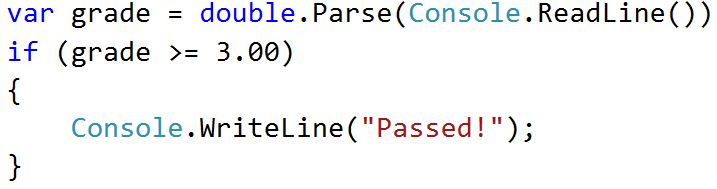 var grade = double.Parse(Console.ReadLine())
if (grade >= 3.00)
{
    Console.WriteLine("Passed!");
}